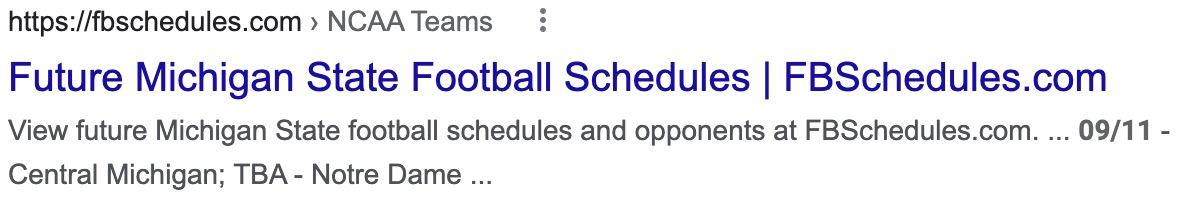 https://fbschedules.com › NCAA Teams
Future Michigan State Football Schedules | FBSchedules.com
View future Michigan State football schedules and opponents at FBSchedules.com. ... 09/11 -
Central Michigan; TBA - Notre Dame ...